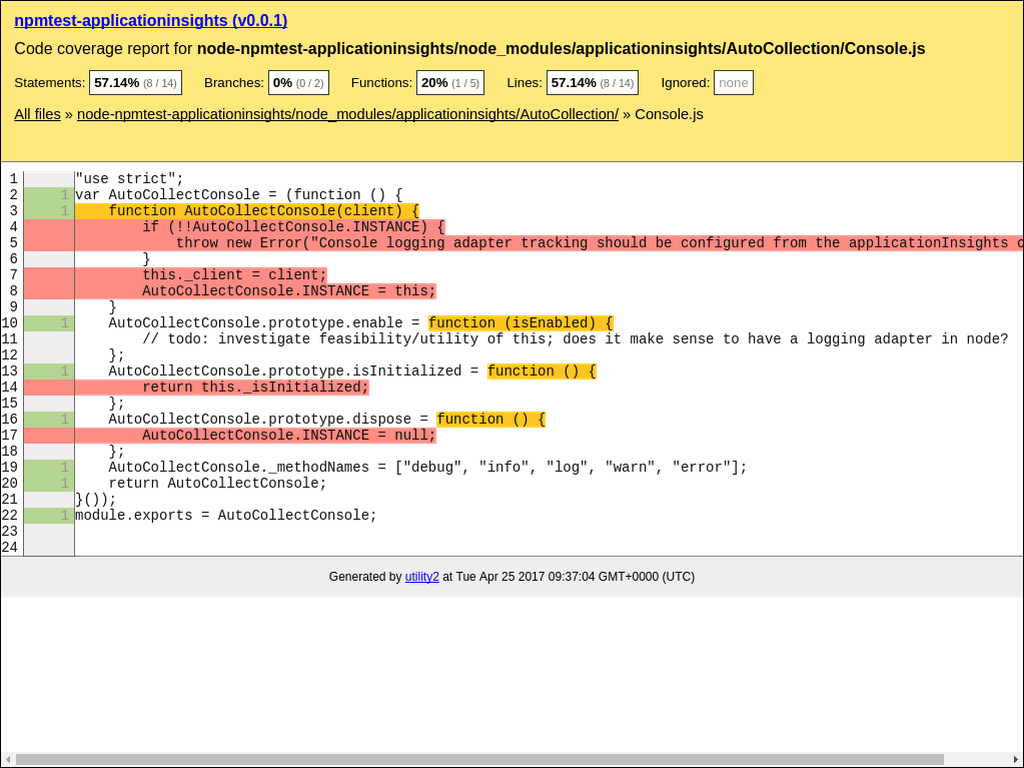 npmtest-applicationinsights (v0.0.1)
Code coverage report for node-npmtest-applicationinsights/node_modules/applicationinsights/AutoCollection/Console.js
Statements: 57.14% (8 / 14) Branches: 0% (0 / 2) Functions: 20% (1 / 5) Lines: 57.14% (8 / 14) Ignored: none
All files » node-npmtest-applicationinsights/node_modules/applicationinsights/AutoCollection/ » Console.js
1 "use strict";
2 1 var AutoCollectConsole = (function () {
3 1     function AutoCollectConsole(client) {
4         if (!!AutoCollectConsole.INSTANCE) {
5             throw new Error("Console logging adapter tracking should be configured from the applicationInsights
6         }
7         this._client = client;
8         AutoCollectConsole.INSTANCE = this;
9     }
10 1     AutoCollectConsole.prototype.enable = function (isEnabled) {
11         // todo: investigate feasibility/utility of this; does it make sense to have a logging adapter in node?
12     };
13 1     AutoCollectConsole.prototype.isInitialized = function () {
14         return this._isInitialized;
15     };
16 1     AutoCollectConsole.prototype.dispose = function () {
17         AutoCollectConsole.INSTANCE = null;
18     };
19 1     AutoCollectConsole._methodNames = ["debug", "info", "log", "warn", "error"];
20 1     return AutoCollectConsole;
21 }());
22 1 module.exports = AutoCollectConsole;
23
24
Generated by utility2 at Tue Apr 25 2017 09:37:04 GMT+0000 (UTC)